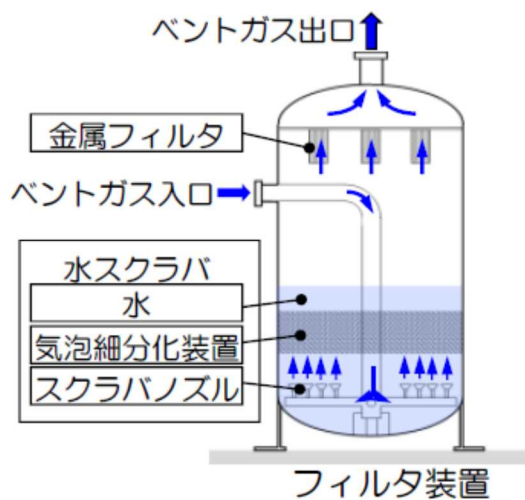 ベントガス出口
金属フィルタ
ベントガス入口
水スクラバ
水
気泡細分化装置
スクラバノズル
フィルタ装置